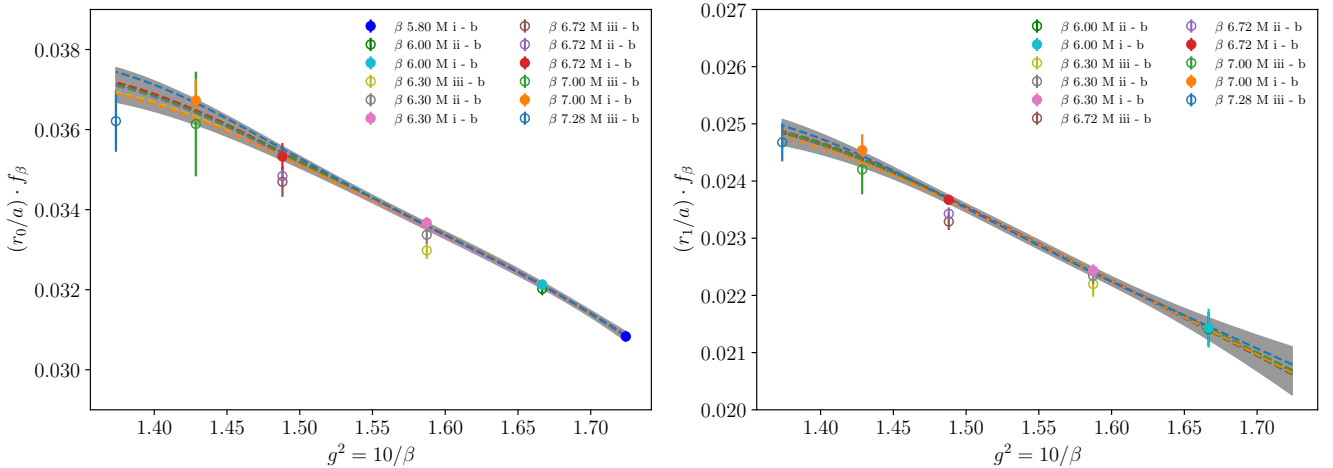 0.038
0.036
0.034
0.032
0.030
(r_0/a) · f_β
β 5.80 M i - b
β 6.00 M ii - b
β 6.00 M i - b
β 6.30 M iii - b
β 6.30 M ii - b
β 6.30 M i - b
β 6.72 M iii - b
β 6.72 M ii - b
β 6.72 M i - b
β 7.00 M iii - b
β 7.00 M i - b
β 7.28 M iii - b
1.40 1.45 1.50 1.55 1.60 1.65 1.70
g² = 10/β
0.027
0.026
0.025
0.024
0.023
0.022
0.021
0.020
(r_{1/}a) · f_β
β 6.00 M ii - b
β 6.00 M i - b
β 6.30 M iii - b
β 6.30 M ii - b
β 6.30 M i - b
β 6.72 M iii - b
β 6.72 M ii - b
β 6.72 M i - b
β 7.00 M iii - b
β 7.00 M i - b
β 7.28 M iii - b
1.40 1.45 1.50 1.55 1.60 1.65 1.70
g² = 10/β